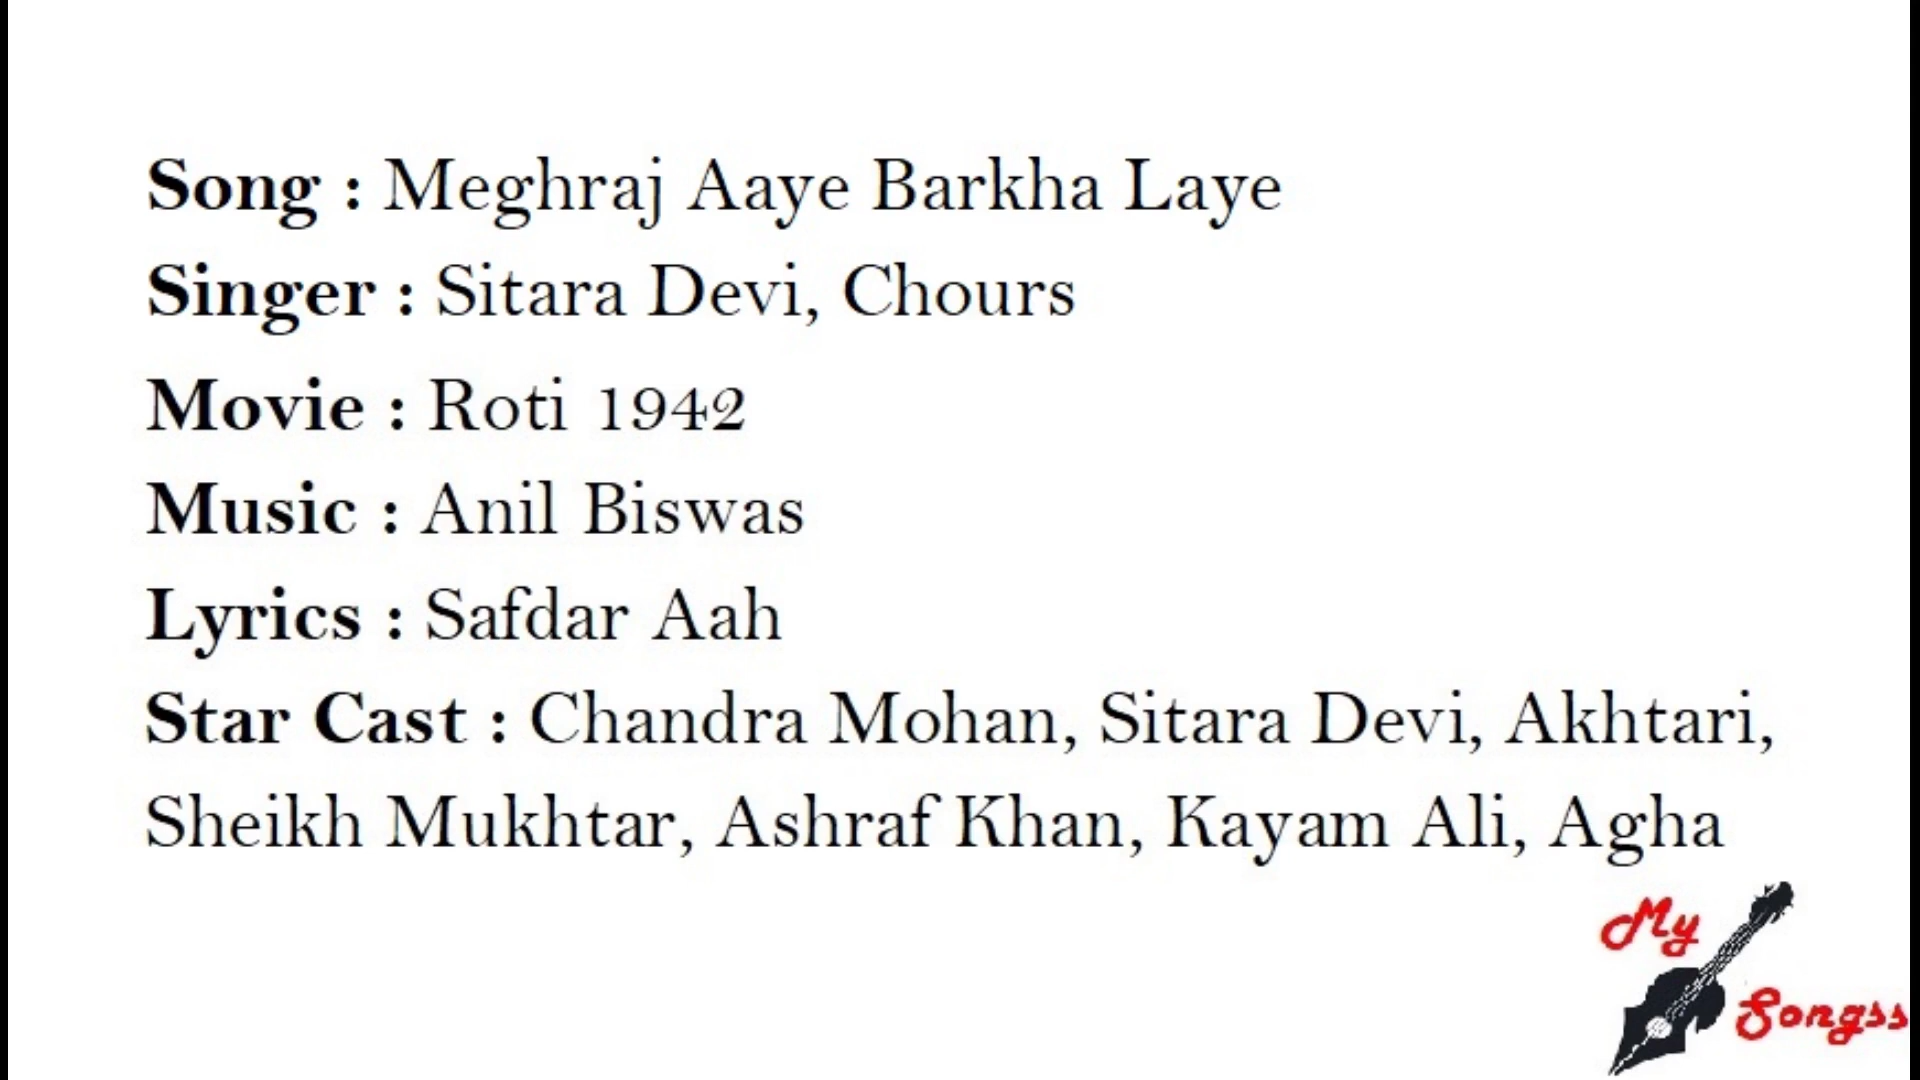 Song : Meghraj Aaye Barkha Laye
Singer : Sitara Devi, Chours
Movie : Roti 1942
Music : Anil Biswas
Lyrics : Safdar Aah
Star Cast : Chandra Mohan, Sitara Devi, Akhtari,
Sheikh Mukhtar, Ashraf Khan, Kayam Ali, Agha
My
Songss